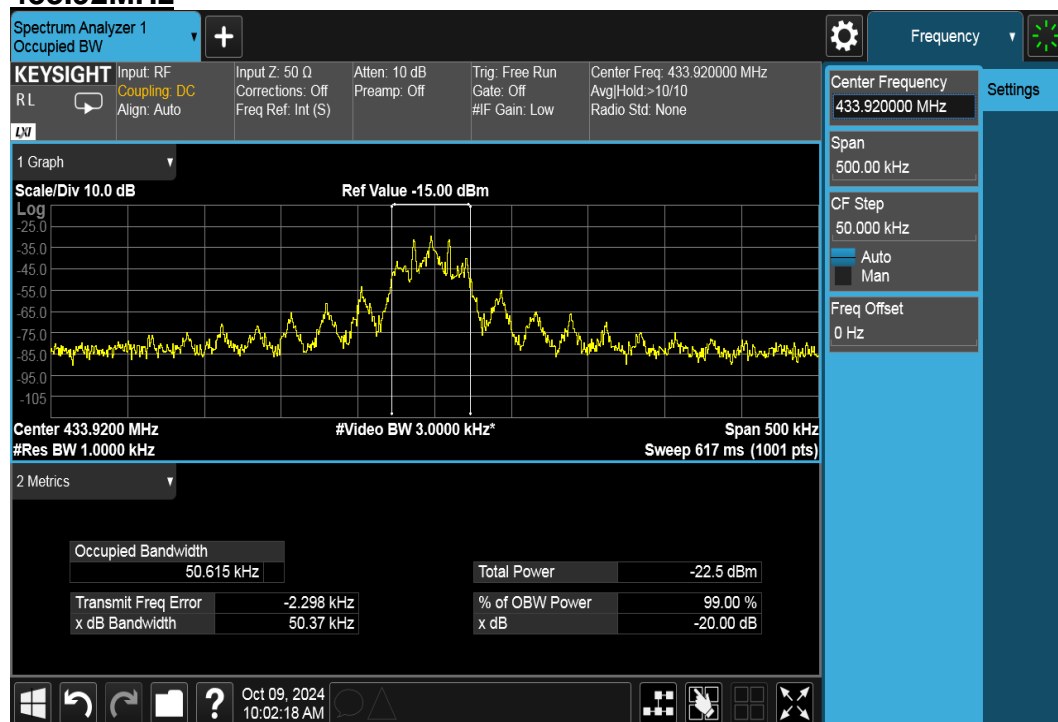 433.92MHz
Spectrum Analyzer 1
Occupied BW
Frequency
KEYSIGHT
RL
LXI
Input: RF
Coupling: DC
Align: Auto
Input Z: 50 Ω
Corrections: Off
Freq Ref: Int (S)
Atten: 10 dB
Preamp: Off
Trig: Free Run
Gate: Off
#IF Gain: Low
Center Freq: 433.920000 MHz
Avg|Hold:>10/10
Radio Std: None
Center Frequency
433.920000 MHz
Settings
Span
500.00 kHz
CF Step
50.000 kHz
Auto
Man
Freq Offset
0 Hz
1 Graph
Scale/Div 10.0 dB
Ref Value -15.00 dBm
Log
-25.0
-35.0
-45.0
-55.0
-65.0
-75.0
-85.0
-95.0
-105
Center 433.9200 MHz
#Video BW 3.0000 kHz*
Span 500 kHz
#Res BW 1.0000 kHz
Sweep 617 ms (1001 pts)
2 Metrics
Occupied Bandwidth
50.615 kHz
Total Power -22.5 dBm
Transmit Freq Error -2.298 kHz
% of OBW Power 99.00 %
x dB Bandwidth 50.37 kHz
x dB -20.00 dB
?
Oct 09, 2024
10:02:18 AM